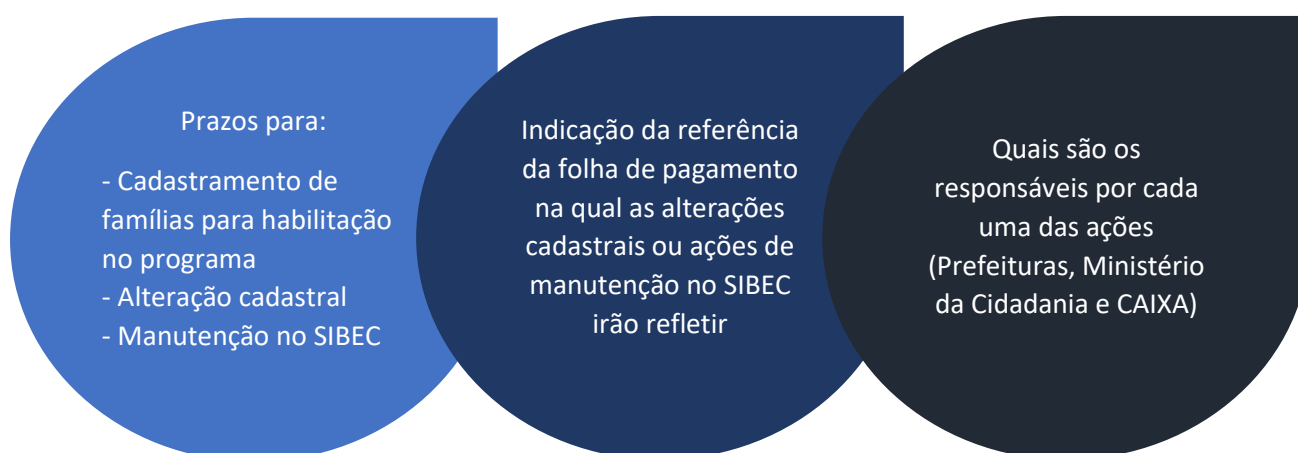 Prazos para:
- Cadastramento de
famílias para habilitação
no programa
- Alteração cadastral
- Manutenção no SIBEC
Indicação da referência
da folha de pagamento
na qual as alterações
cadastrais ou ações de
manutenção no SIBEC
irão refletir
Quais são os
responsáveis por cada
uma das ações
(Prefeituras, Ministério
da Cidadania e CAIXA)